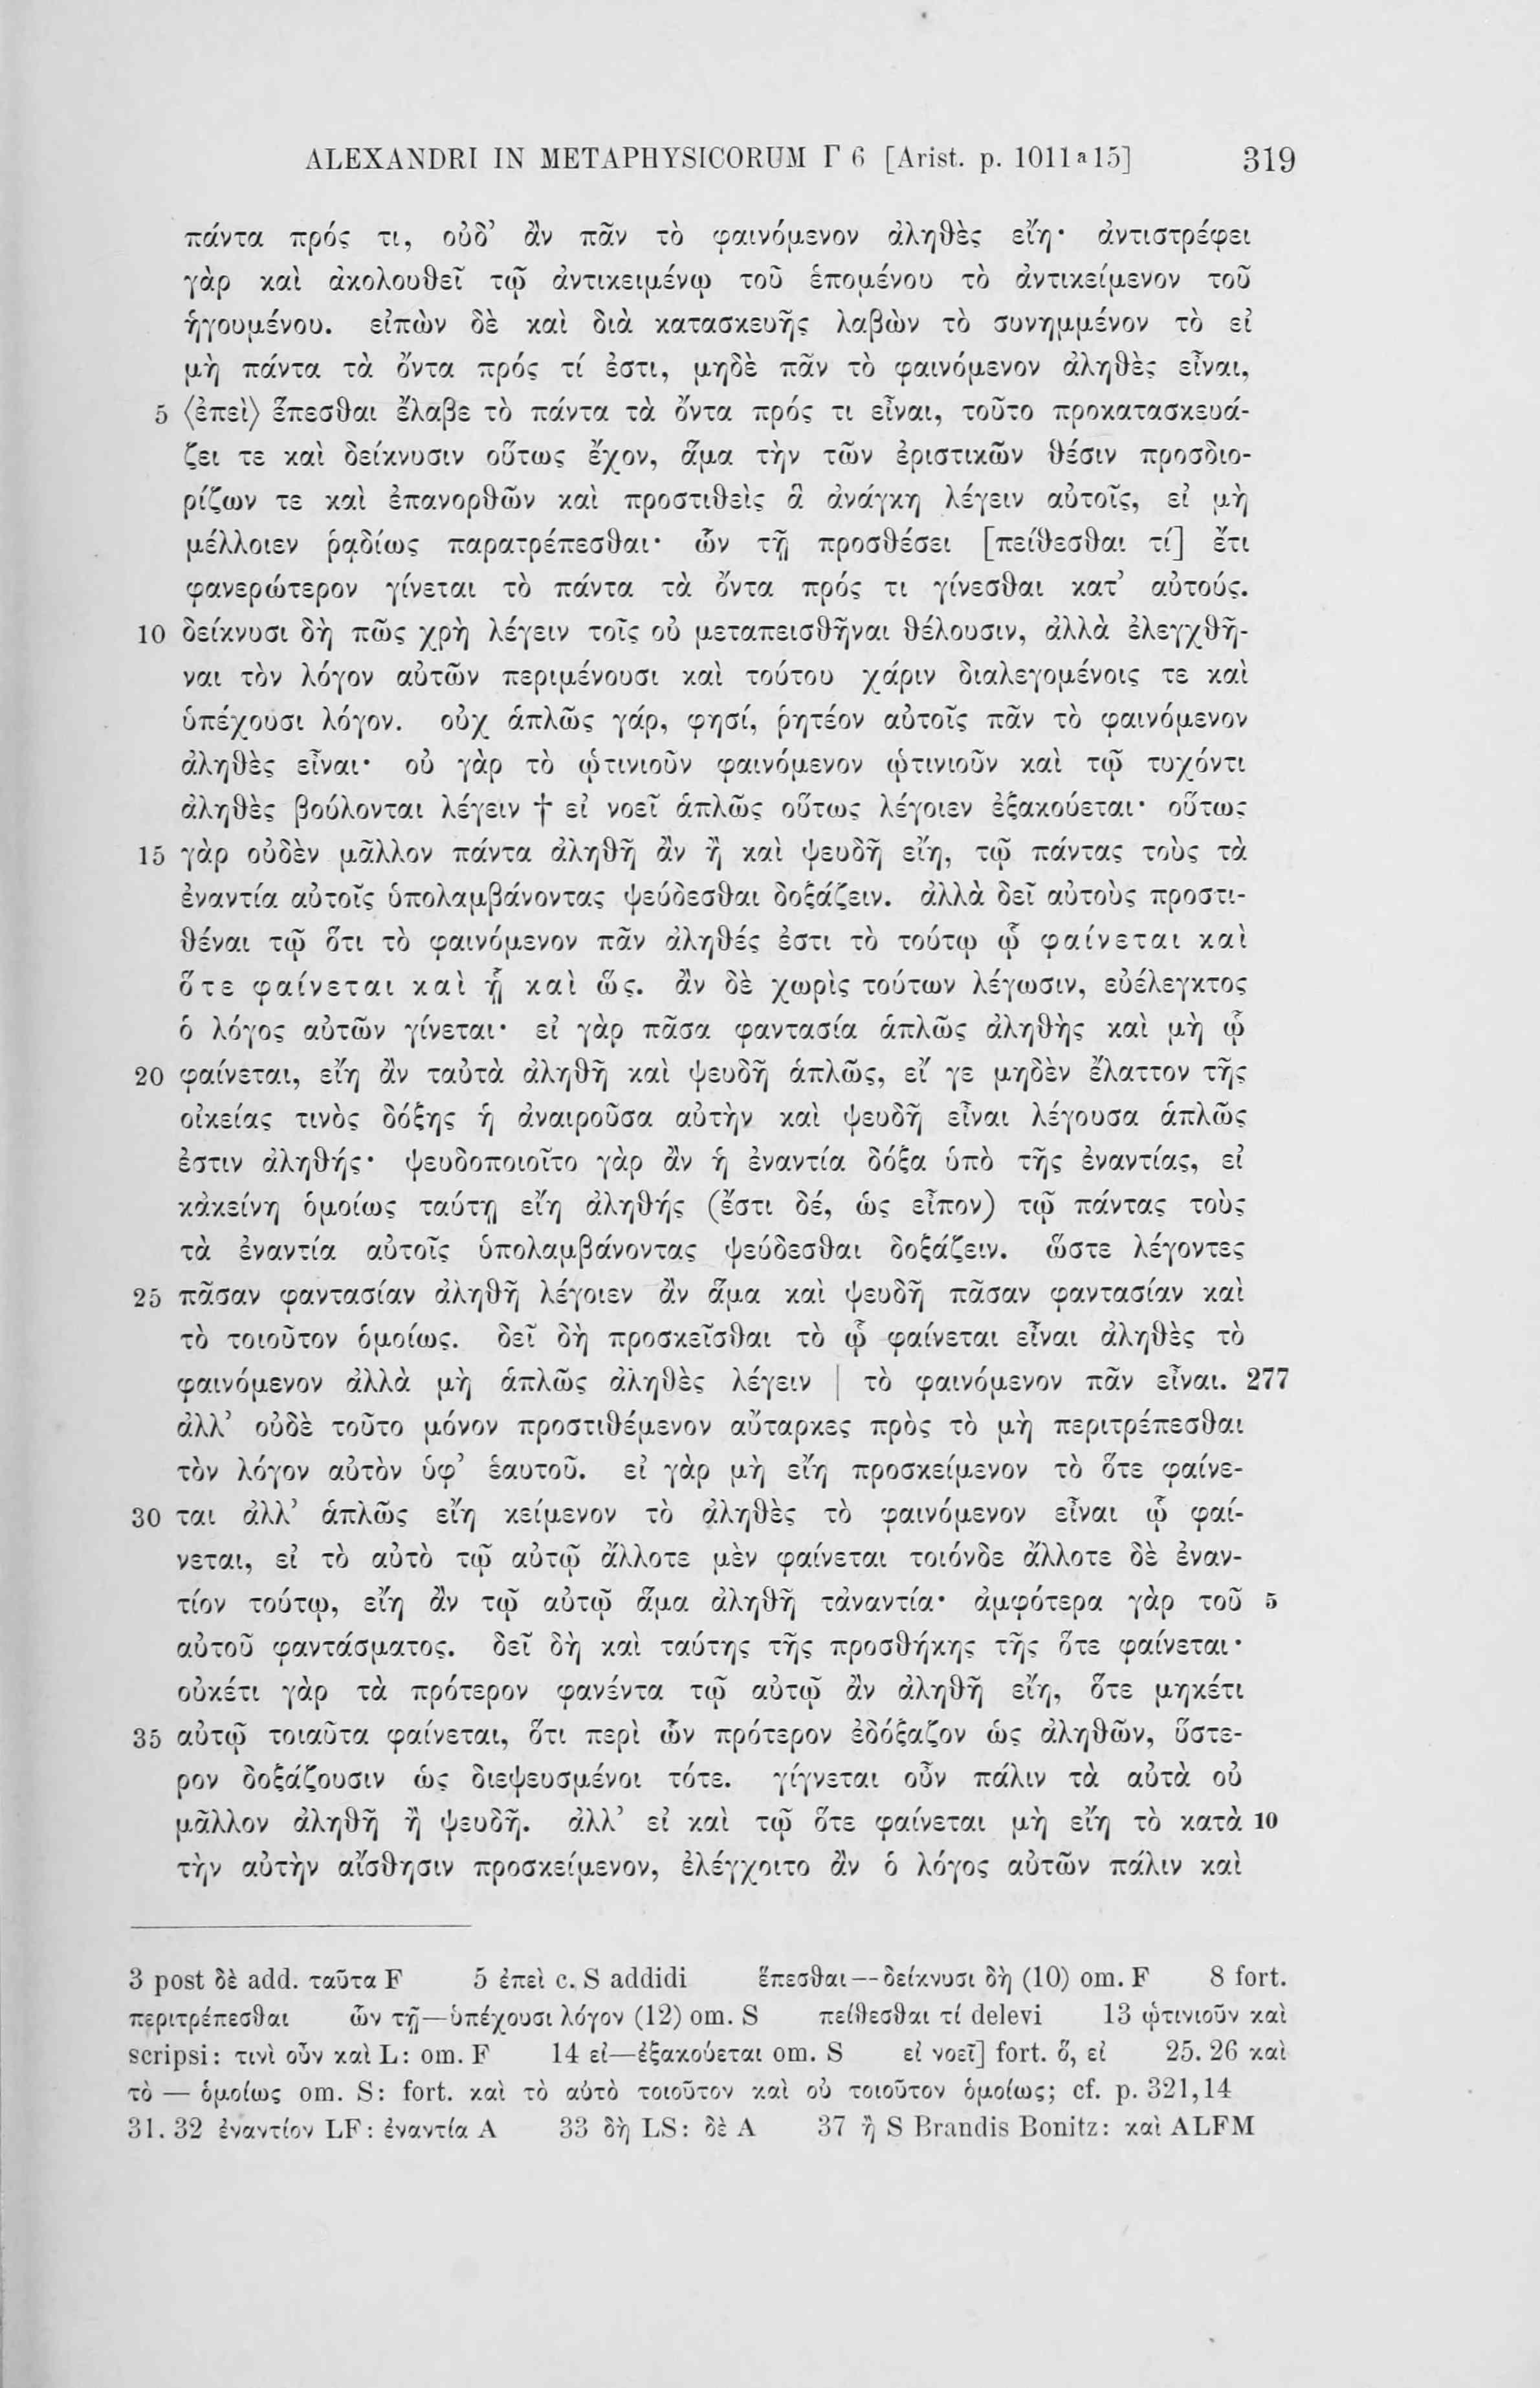 ALEXANDRI IN METAPHYSICORUM Γ 6 [Arist. p. 1011ª15] 319
πάντα πρός τι, οὐδ’ ἂν πᾶν τὸ φαινόμενον ἀληθὲς εἴη· ἀντιστρέφει
γὰρ καὶ ἀκολουθεῖ τῷ ἀντικειμένῳ τοῦ ἑπομένου τὸ ἀντικείμενον τοῦ
ἡγουμένου. εἰπὼν δὲ καὶ διὰ κατασκευῆς λαβὼν τὸ συνημμένον τὸ εἰ
μὴ πάντα τὰ ὄντα πρός τί ἐστι, μηδὲ πᾶν τὸ φαινόμενον ἀληθὲς εἶναι,
5 ⟨ἐπεὶ⟩ ἕπεσθαι ἔλαβε τὸ πάντα τὰ ὄντα πρός τι εἶναι, τοῦτο προκατασκευά-
ζει τε καὶ δείκνυσιν οὕτως ἔχον, ἅμα τὴν τῶν ἐριστικῶν θέσιν προσδιο-
ρίζων τε καὶ ἐπανορθῶν καὶ προστιθεὶς ἃ ἀνάγκη λέγειν αὐτοῖς, εἰ μὴ
μέλλοιεν ῥᾳδίως παρατρέπεσθαι· ὧν τῇ προσθέσει [πείθεσθαι τί] ἔτι
φανερώτερον γίνεται τὸ πάντα τὰ ὄντα πρός τι γίνεσθαι κατ’ αὐτούς.
10 δείκνυσι δὴ πῶς χρὴ λέγειν τοῖς οὐ μεταπεισθῆναι θέλουσιν, ἀλλὰ ἐλεγχθῆ-
ναι τὸν λόγον αὐτῶν περιμένουσι καὶ τούτου χάριν διαλεγομένοις τε καὶ
ὑπέχουσι λόγον. οὐχ ἁπλῶς γάρ, φησί, ῥητέον αὐτοῖς πᾶν τὸ φαινόμενον
ἀληθὲς εἶναι· οὐ γὰρ τὸ ᾡτινιοῦν φαινόμενον ᾡτινιοῦν καὶ τῷ τυχόντι
ἀληθὲς βούλονται λέγειν † εἰ νοεῖ ἁπλῶς οὕτως λέγοιεν ἐξακούεται· οὕτως
15 γὰρ οὐδὲν μᾶλλον πάντα ἀληθῆ ἂν ἢ καὶ ψευδῆ εἴη, τῷ πάντας τοὺς τὰ
ἐναντία αὐτοῖς ὑπολαμβάνοντας ψεύδεσθαι δοξάζειν. ἀλλὰ δεῖ αὐτοὺς προστι-
θέναι τῷ ὅτι τὸ φαινόμενον πᾶν ἀληθές ἐστι τὸ τούτῳ ᾧ φαίνεται καὶ
ὅτε φαίνεται καὶ ᾗ καὶ ὥς. ἂν δὲ χωρὶς τούτων λέγωσιν, εὐέλεγκτος
ὁ λόγος αὐτῶν γίνεται· εἰ γὰρ πᾶσα φαντασία ἁπλῶς ἀληθὴς καὶ μὴ ᾧ
20 φαίνεται, εἴη ἂν ταὐτὰ ἀληθῆ καὶ ψευδῆ ἁπλῶς, εἴ γε μηδὲν ἔλαττον τῆς
οἰκείας τινὸς δόξης ἡ ἀναιροῦσα αὐτὴν καὶ ψευδῆ εἶναι λέγουσα ἁπλῶς
ἐστιν ἀληθής· ψευδοποιοῖτο γὰρ ἂν ἡ ἐναντία δόξα ὑπὸ τῆς ἐναντίας, εἰ
κἀκείνη ὁμοίως ταύτῃ εἴη ἀληθής (ἔστι δέ, ὡς εἶπον) τῷ πάντας τοὺς
τὰ ἐναντία αὐτοῖς ὑπολαμβάνοντας ψεύδεσθαι δοξάζειν. ὥστε λέγοντες
25 πᾶσαν φαντασίαν ἀληθῆ λέγοιεν ἂν ἅμα καὶ ψευδῆ πᾶσαν φαντασίαν καὶ
τὸ τοιοῦτον ὁμοίως. δεῖ δὴ προσκεῖσθαι τὸ ᾧ φαίνεται εἶναι ἀληθὲς τὸ
φαινόμενον ἀλλὰ μὴ ἁπλῶς ἀληθὲς λέγειν | τὸ φαινόμενον πᾶν εἶναι. 277
ἀλλ’ οὐδὲ τοῦτο μόνον προστιθέμενον αὔταρκες πρὸς τὸ μὴ περιτρέπεσθαι
τὸν λόγον αὐτὸν ὑφ’ ἑαυτοῦ. εἰ γὰρ μὴ εἴη προσκείμενον τὸ ὅτε φαίνε-
30 ται ἀλλ’ ἁπλῶς εἴη κείμενον τὸ ἀληθὲς τὸ φαινόμενον εἶναι ᾧ φαί-
νεται, εἰ τὸ αὐτὸ τῷ αὐτῷ ἄλλοτε μὲν φαίνεται τοιόνδε ἄλλοτε δὲ ἐναν-
τίον τούτῳ, εἴη ἂν τῷ αὐτῷ ἅμα ἀληθῆ τἀναντία· ἀμφότερα γὰρ τοῦ 5
αὐτοῦ φαντάσματος. δεῖ δὴ καὶ ταύτης τῆς προσθήκης τῆς ὅτε φαίνεται·
οὐκέτι γὰρ τὰ πρότερον φανέντα τῷ αὐτῷ ἂν ἀληθῆ εἴη, ὅτε μηκέτι
35 αὐτῷ τοιαῦτα φαίνεται, ὅτι περὶ ὧν πρότερον ἐδόξαζον ὡς ἀληθῶν, ὕστε-
ρον δοξάζουσιν ὡς διεψευσμένοι τότε. γίγνεται οὖν πάλιν τὰ αὐτὰ οὐ
μᾶλλον ἀληθῆ ἢ ψευδῆ. ἀλλ’ εἰ καὶ τῷ ὅτε φαίνεται μὴ εἴη τὸ κατὰ 10
τὴν αὐτὴν αἴσθησιν προσκείμενον, ἐλέγχοιτο ἂν ὁ λόγος αὐτῶν πάλιν καὶ
3 post δὲ add. ταῦτα F 5 ἐπεὶ c. S addidi ἕπεσθαι—δείκνυσι δὴ (10) om. F 8 fort.
περιτρέπεσθαι ὧν τῇ—ὑπέχουσι λόγον (12) om. S πείθεσθαι τί delevi 13 ᾡτινιοῦν καὶ
scripsi: τινὶ οὖν καὶ L: om. F 14 εἰ—ἐξακούεται om. S εἰ νοεῖ] fort. ὅ, εἰ 25. 26 καὶ
τὸ — ὁμοίως om. S: fort. καὶ τὸ αὐτὸ τοιοῦτον καὶ οὐ τοιοῦτον ὁμοίως; cf. p. 321,14
31. 32 ἐναντίον LF: ἐναντία A 33 δὴ LS: δὲ A 37 ἢ S Brandis Bonitz: καὶ ALFM